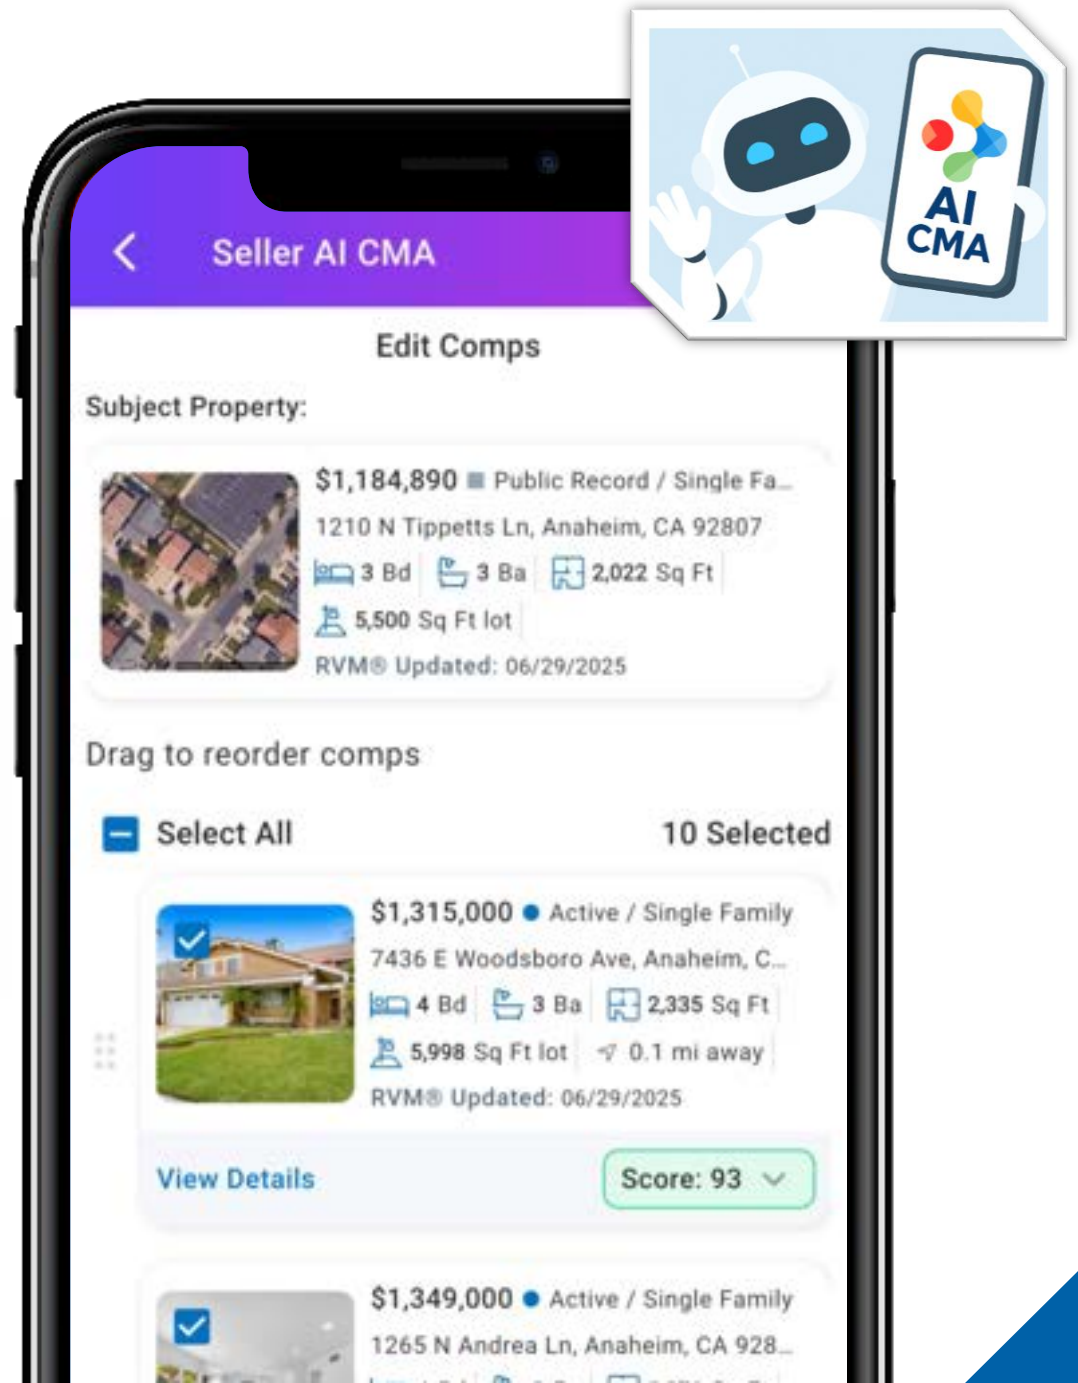 AI
CMA
Seller AI CMA
Edit Comps
Subject Property:
$1,184,890 Public Record / Single Fa...
1210 N Tippetts Ln, Anaheim, CA 92807
3 Bd 3 Ba 2,022 Sq Ft
5,500 Sq Ft lot
RVM® Updated: 06/29/2025
Drag to reorder comps
Select All 10 Selected
$1,315,000 Active / Single Family
7436 E Woodsboro Ave, Anaheim, C...
4 Bd 3 Ba 2,335 Sq Ft
5,998 Sq Ft lot 0.1 mi away
RVM® Updated: 06/29/2025
View Details Score: 93
$1,349,000 Active / Single Family
1265 N Andrea Ln, Anaheim, CA 928...